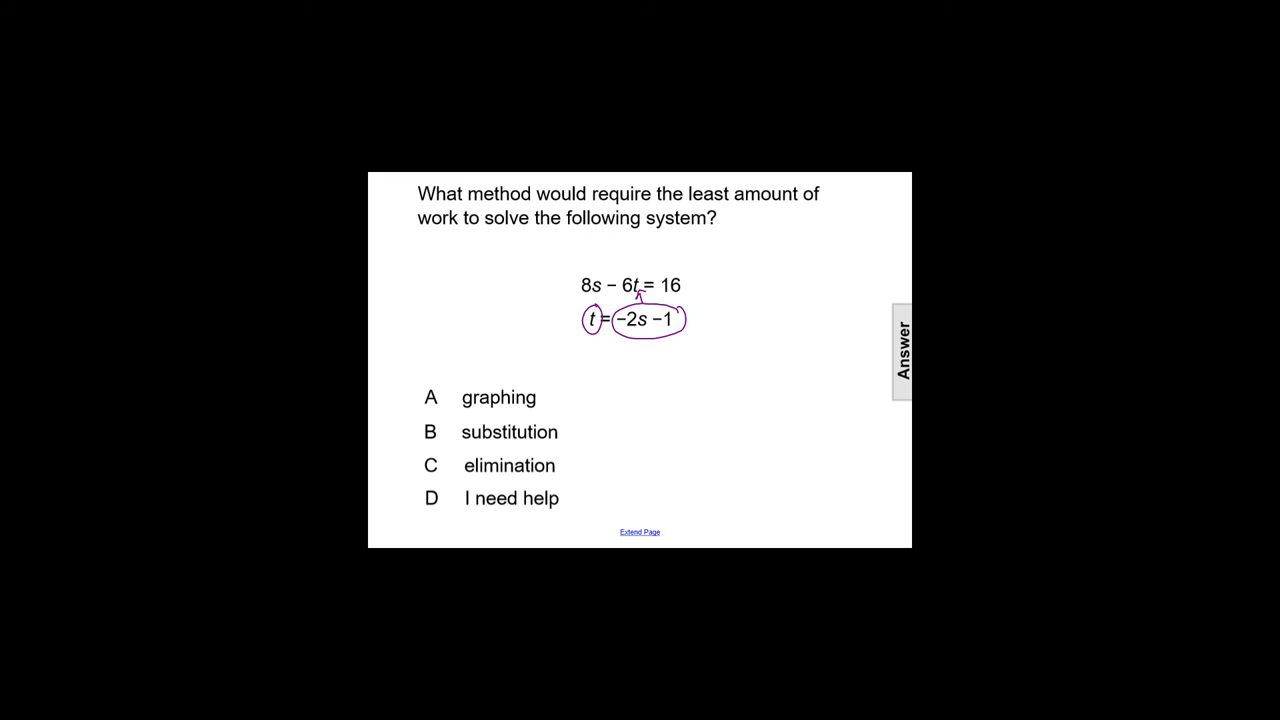 What method would require the least amount of
work to solve the following system?
8s − 6t = 16
t = −2s −1
Answer
A graphing
B substitution
C elimination
D I need help
Extend Page